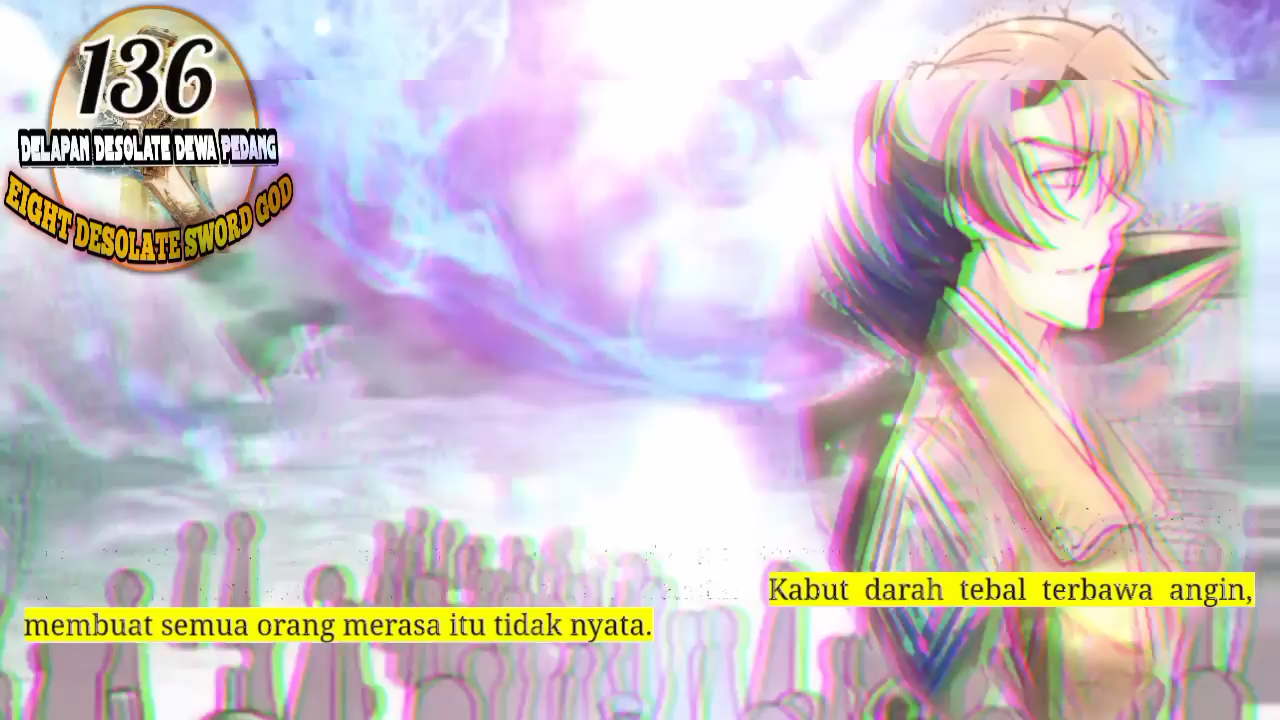 136
DELAPAN DESOLATE DEWA PEDANG
EIGHT DESOLATE SWORD GOD
Kabut darah tebal terbawa angin,
membuat semua orang merasa itu tidak nyata.